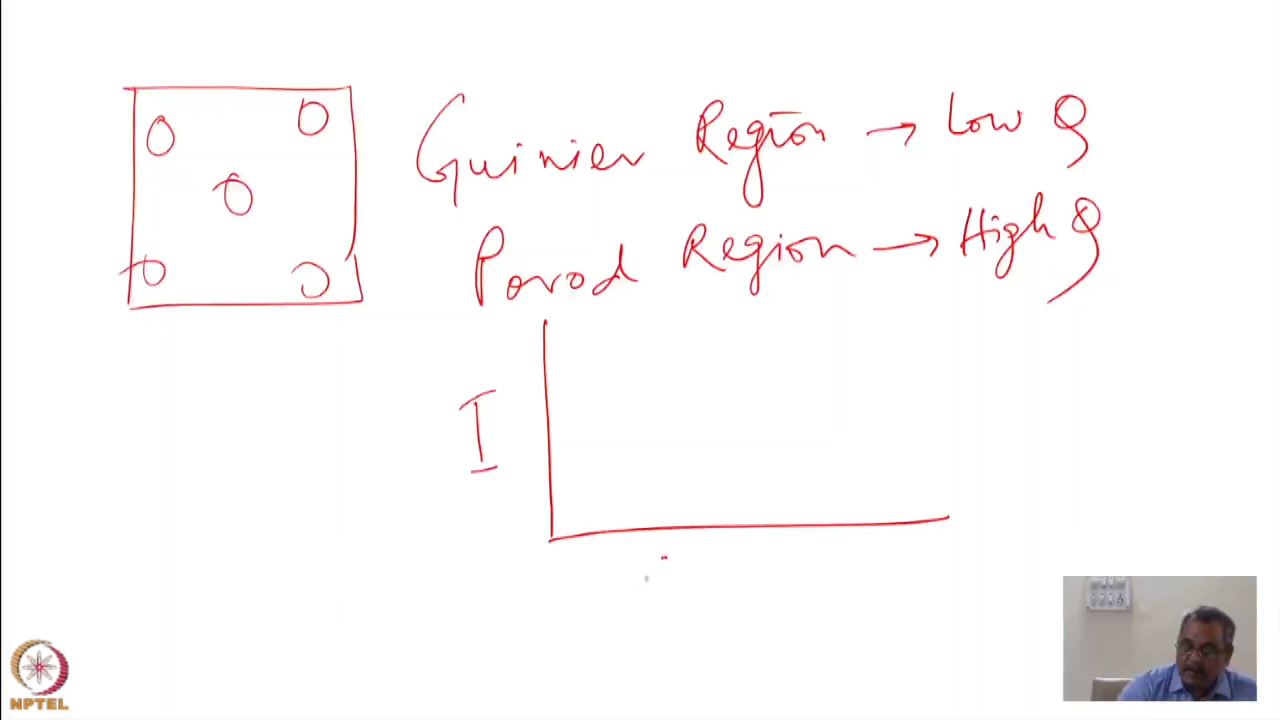 Guinier Region → Low Q
Porod Region → High Q
I
NPTEL